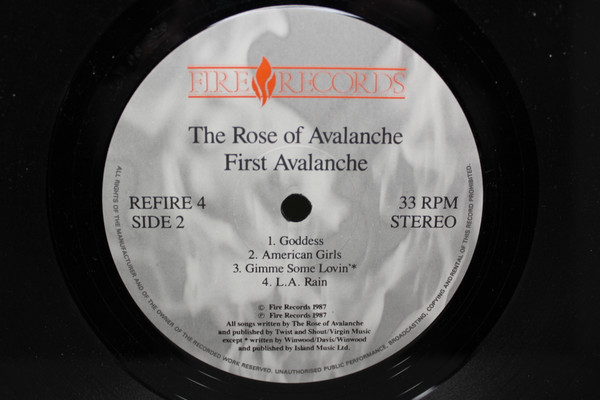 FIRE RECORDS
The Rose of Avalanche
First Avalanche
REFIRE 4
SIDE 2
33 RPM
STEREO
1. Goddess
2. American Girls
3. Gimme Some Lovin'*
4. L.A. Rain
© Fire Records 1987
℗ Fire Records 1987
All songs written by The Rose of Avalanche
and published by Twist and Shout/Virgin Music
except * written by Winwood/Davis/Winwood
and published by Island Music Ltd.
ALL RIGHTS OF THE MANUFACTURER AND OF THE OWNER OF THE RECORDED WORK RESERVED. UNAUTHORISED PUBLIC PERFORMANCE, BROADCASTING, COPYING AND RENTAL OF THIS RECORD PROHIBITED.